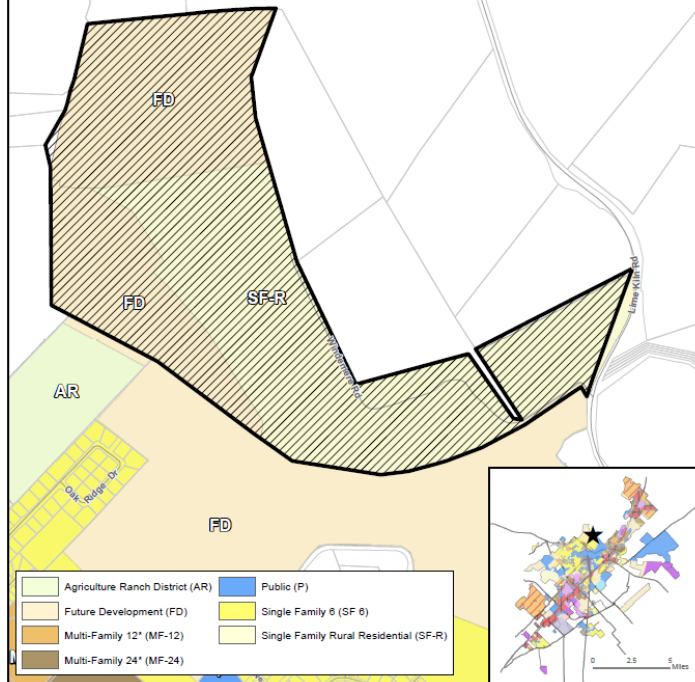 FD
FD
SF-R
Windemere Rd
Lime Kiln Rd
AR
Oak Ridge Dr
FD
Agriculture Ranch District (AR)
Future Development (FD)
Multi-Family 12* (MF-12)
Multi-Family 24* (MF-24)
Public (P)
Single Family 6 (SF 6)
Single Family Rural Residential (SF-R)
0 2.5 5
Miles